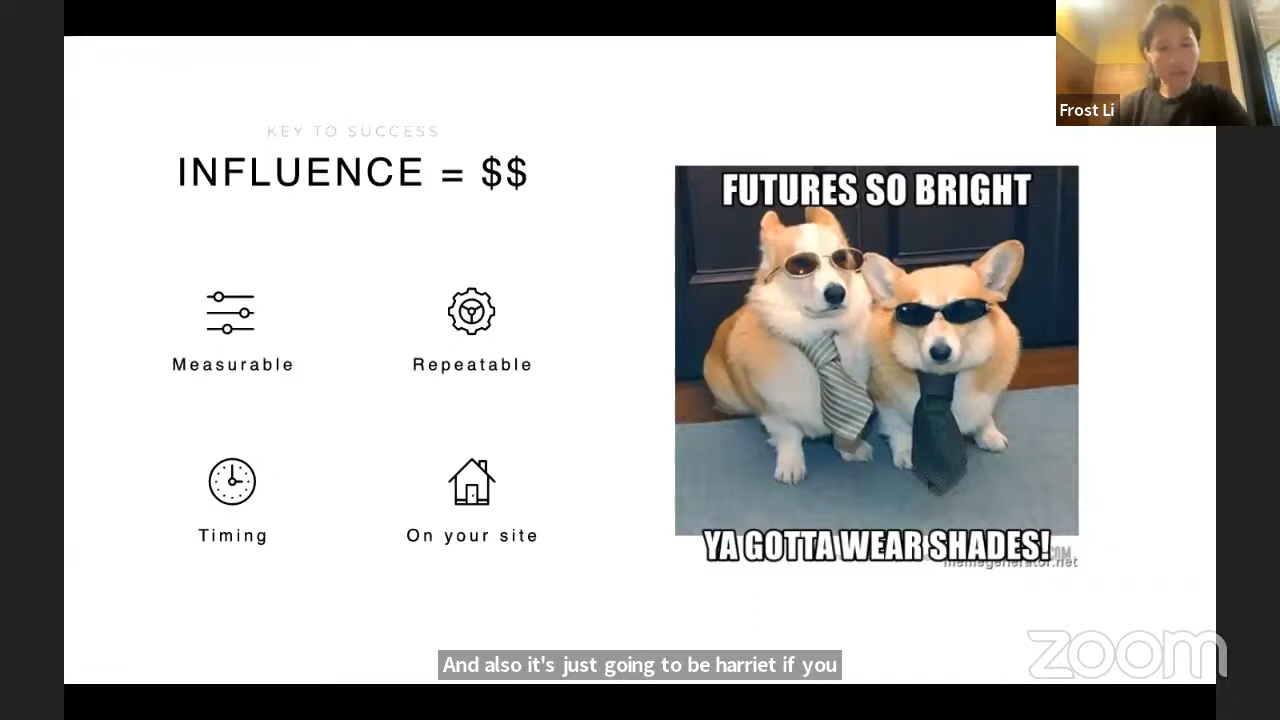 KEY TO SUCCESS
INFLUENCE = $$
Measurable
Repeatable
Timing
On your site
FUTURES SO BRIGHT
YA GOTTA WEAR SHADES!
memegenerator.net
Frost Li
And also it's just going to be harriet if you
zoom